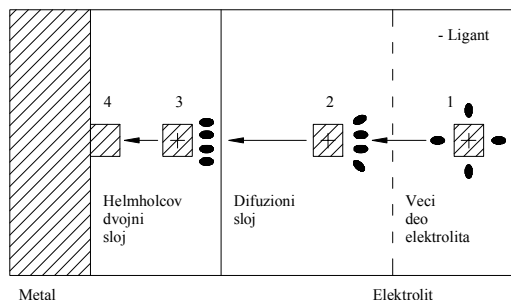 - Ligant
4
3
2
1
Helmholcov
dvojni
sloj
Difuzioni
sloj
Veci
deo
elektrolita
Metal
Elektrolit